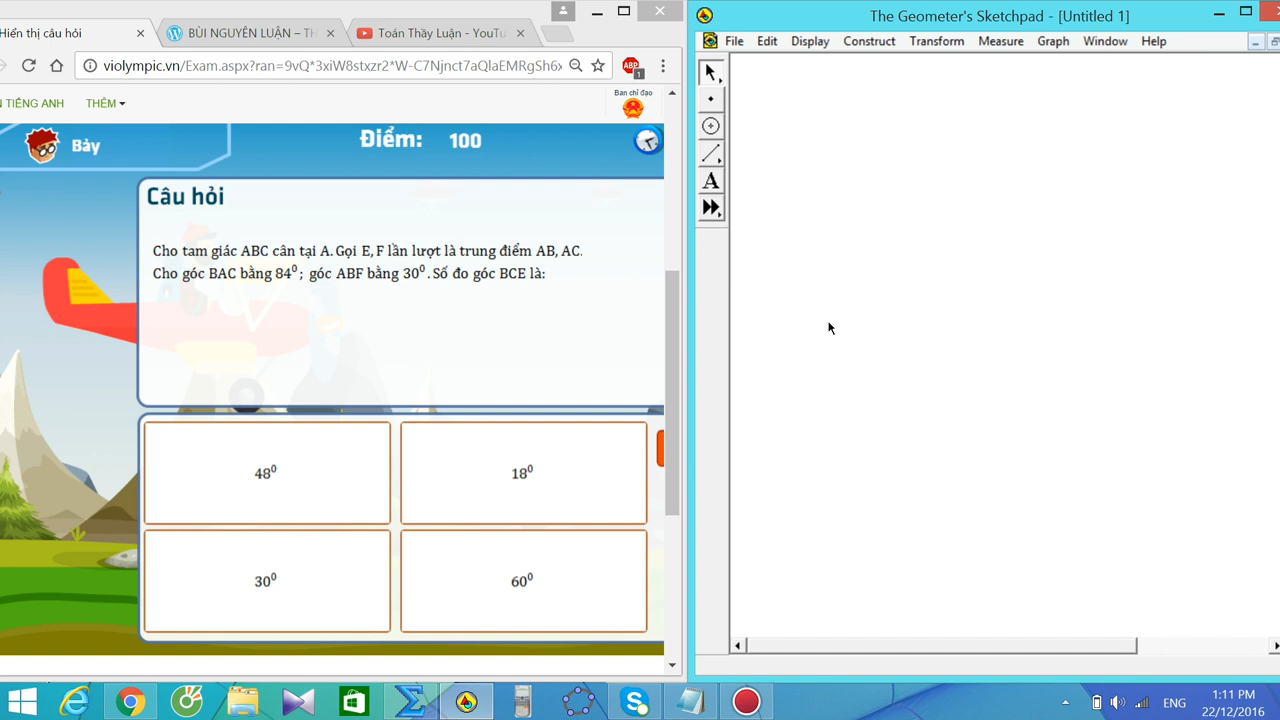 Hiển thị câu hỏi
BÙI NGUYÊN LUẬN – TH
Toán Thầy Luận - YouTu
violympic.vn/Exam.aspx?ran=9vQ*3xiW8stxzr2*W-C7Njnct7aQlaEMRgSh6x
ABP
1
TIẾNG ANH
THÊM
Ban chỉ đạo
Bảy
Điểm: 100
Câu hỏi
Cho tam giác ABC cân tại A. Gọi E, F lần lượt là trung điểm AB, AC.
Cho góc BAC bằng 84⁰; góc ABF bằng 30⁰. Số đo góc BCE là:
48⁰
18⁰
30⁰
60⁰
The Geometer's Sketchpad - [Untitled 1]
File Edit Display Construct Transform Measure Graph Window Help
A
ENG
1:11 PM
22/12/2016